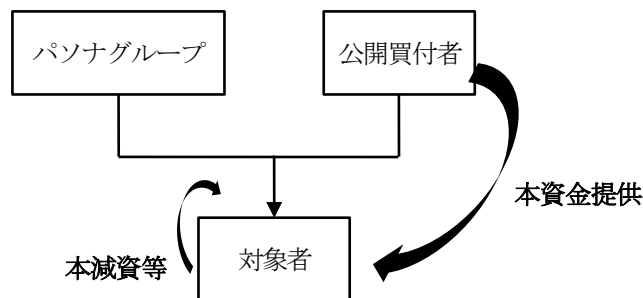 パソナグループ
公開買付者
本資金提供
対象者
本減資等